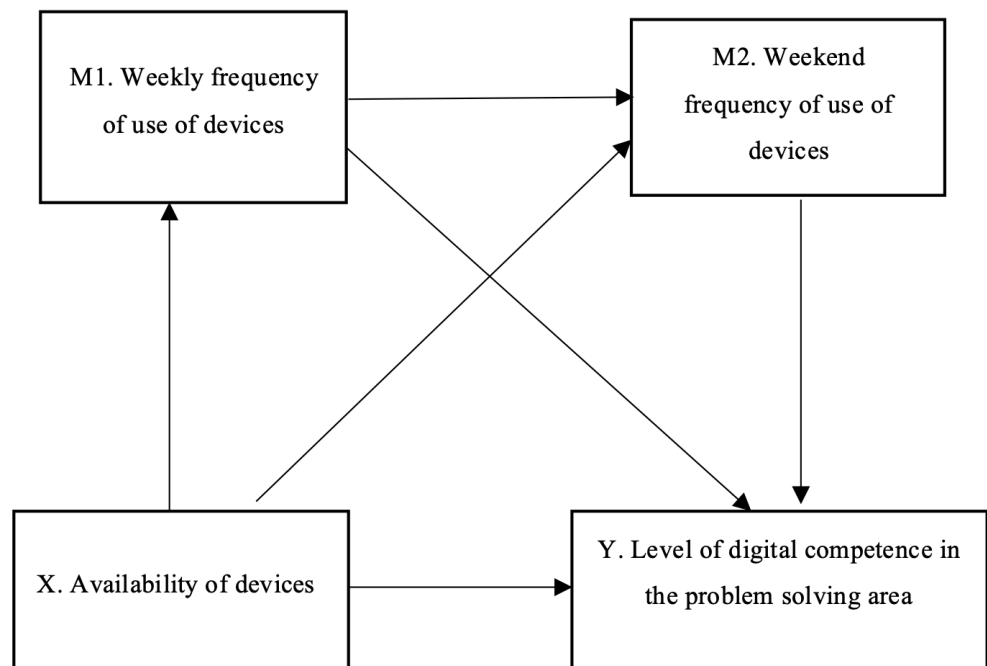 M1. Weekly frequency
of use of devices
M2. Weekend
frequency of use of
devices
X. Availability of devices
Y. Level of digital competence in
the problem solving area